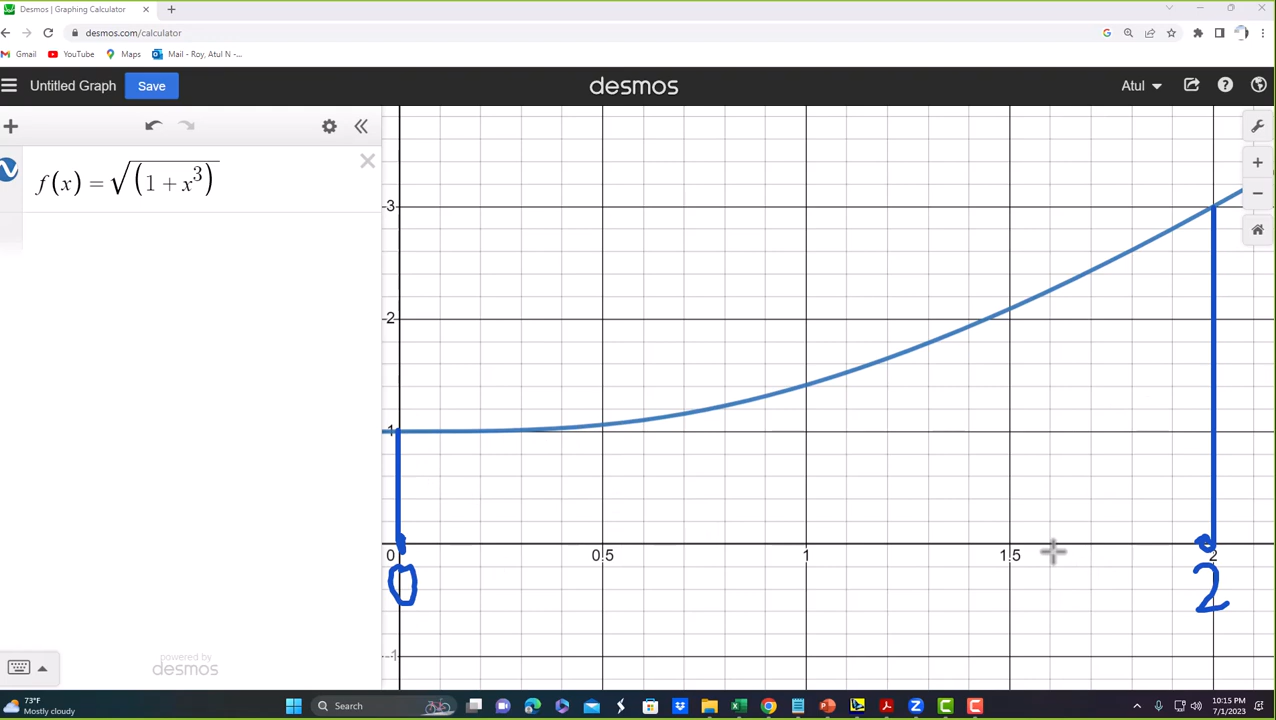 Desmos | Graphing Calculator
desmos.com/calculator
Gmail YouTube Maps Mail - Roy, Atul N -...
Untitled Graph Save desmos Atul
f(x) = √(1 + x³)
3
2
1
0 0.5 1 1.5 2
0 2
-1
powered by
desmos
73°F
Mostly cloudy
Search
10:15 PM
7/1/2023